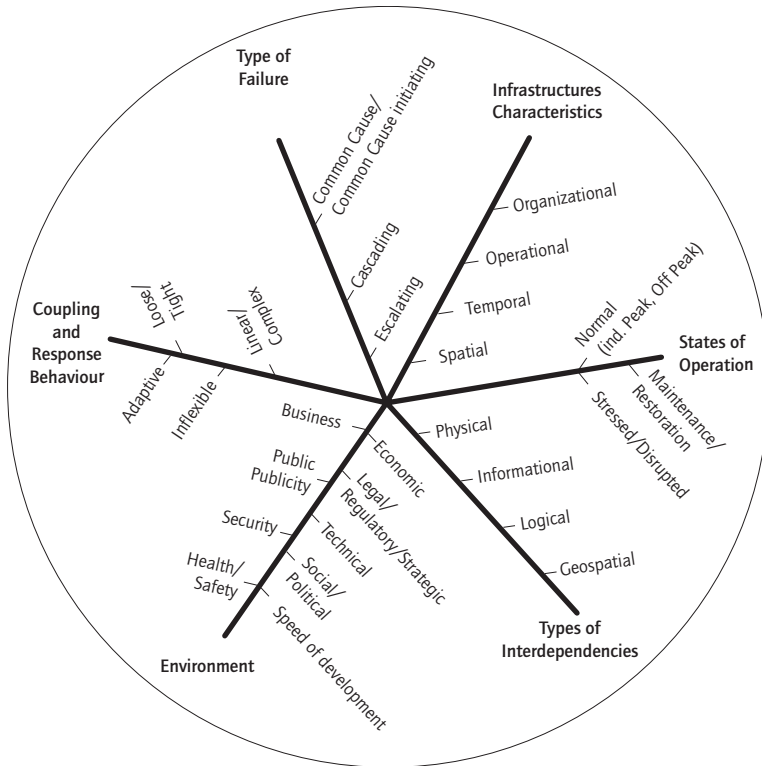 Type of
Failure
Common Cause/
Common Cause initiating
Cascading
Escalating
Infrastructures
Characteristics
Organizational
Operational
Temporal
Spatial
States of
Operation
Normal
(ind. Peak, Off Peak)
Maintenance/
Restoration
Stressed/Disrupted
Types of
Interdependencies
Physical
Informational
Logical
Geospatial
Environment
Business
Economic
Public
Publicity
Legal/
Regulatory/Strategic
Security
Technical
Health/
Safety
Social/
Political
Speed of development
Coupling
and
Response
Behaviour
Loose/
Tight
Linear/
Complex
Adaptive
Inflexible